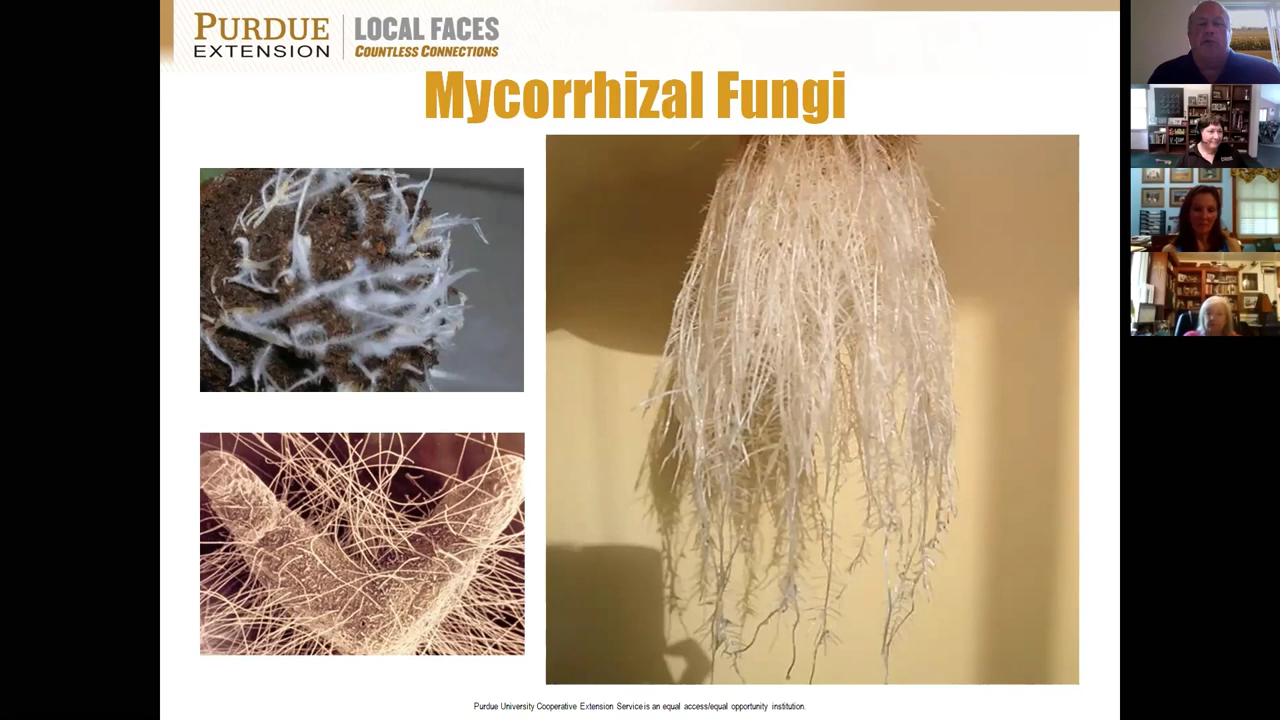 PURDUE
EXTENSION
LOCAL FACES
COUNTLESS CONNECTIONS
Mycorrhizal Fungi
Purdue University Cooperative Extension Service is an equal access/equal opportunity institution.